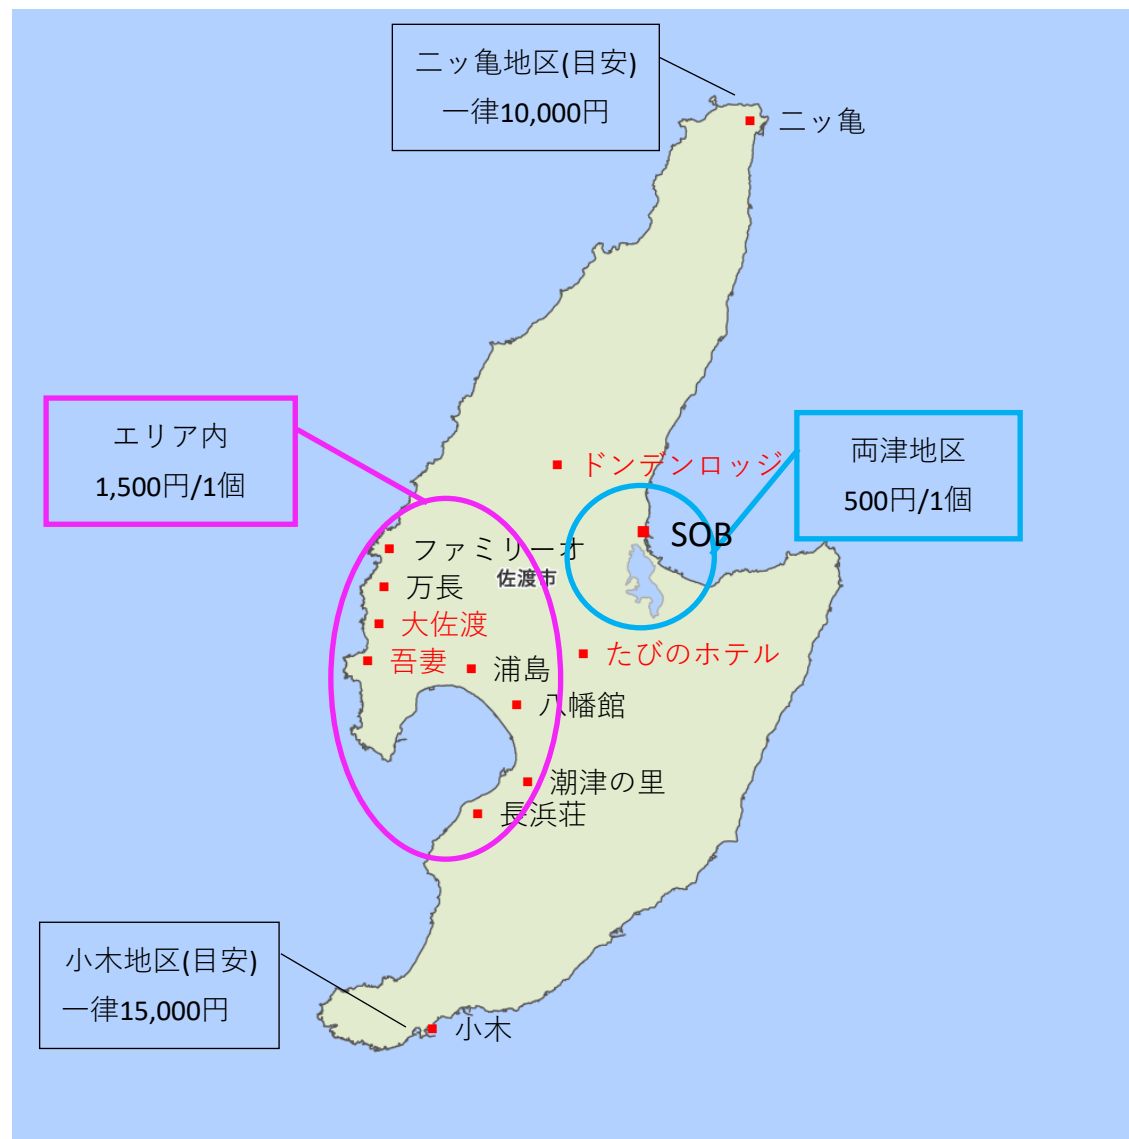 二ッ亀地区(目安)
一律10,000円
二ッ亀
エリア内
1,500円/1個
両津地区
500円/1個
ドンデンロッジ
SOB
ファミリーオ
佐渡市
万長
大佐渡
吾妻
浦島
たびのホテル
八幡館
潮津の里
長浜荘
小木地区(目安)
一律15,000円
小木